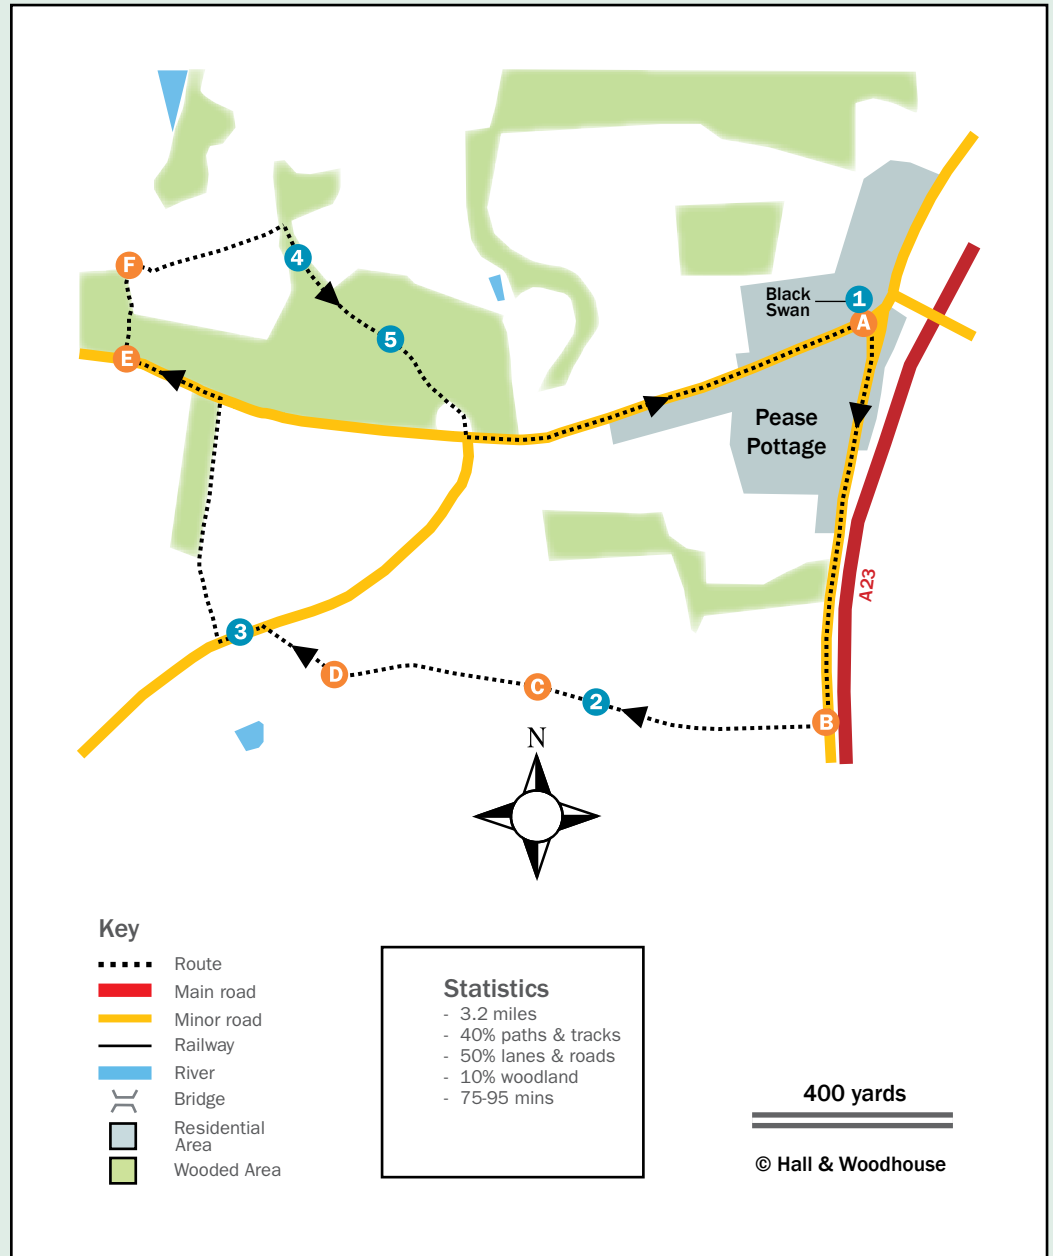 F
4
5
E
Black
Swan
1
A
Pease
Pottage
A23
3
D
C
2
B
N
Key
Route
Main road
Minor road
Railway
River
Bridge
Residential
Area
Wooded Area
Statistics
- 3.2 miles
- 40% paths & tracks
- 50% lanes & roads
- 10% woodland
- 75-95 mins
400 yards
© Hall & Woodhouse